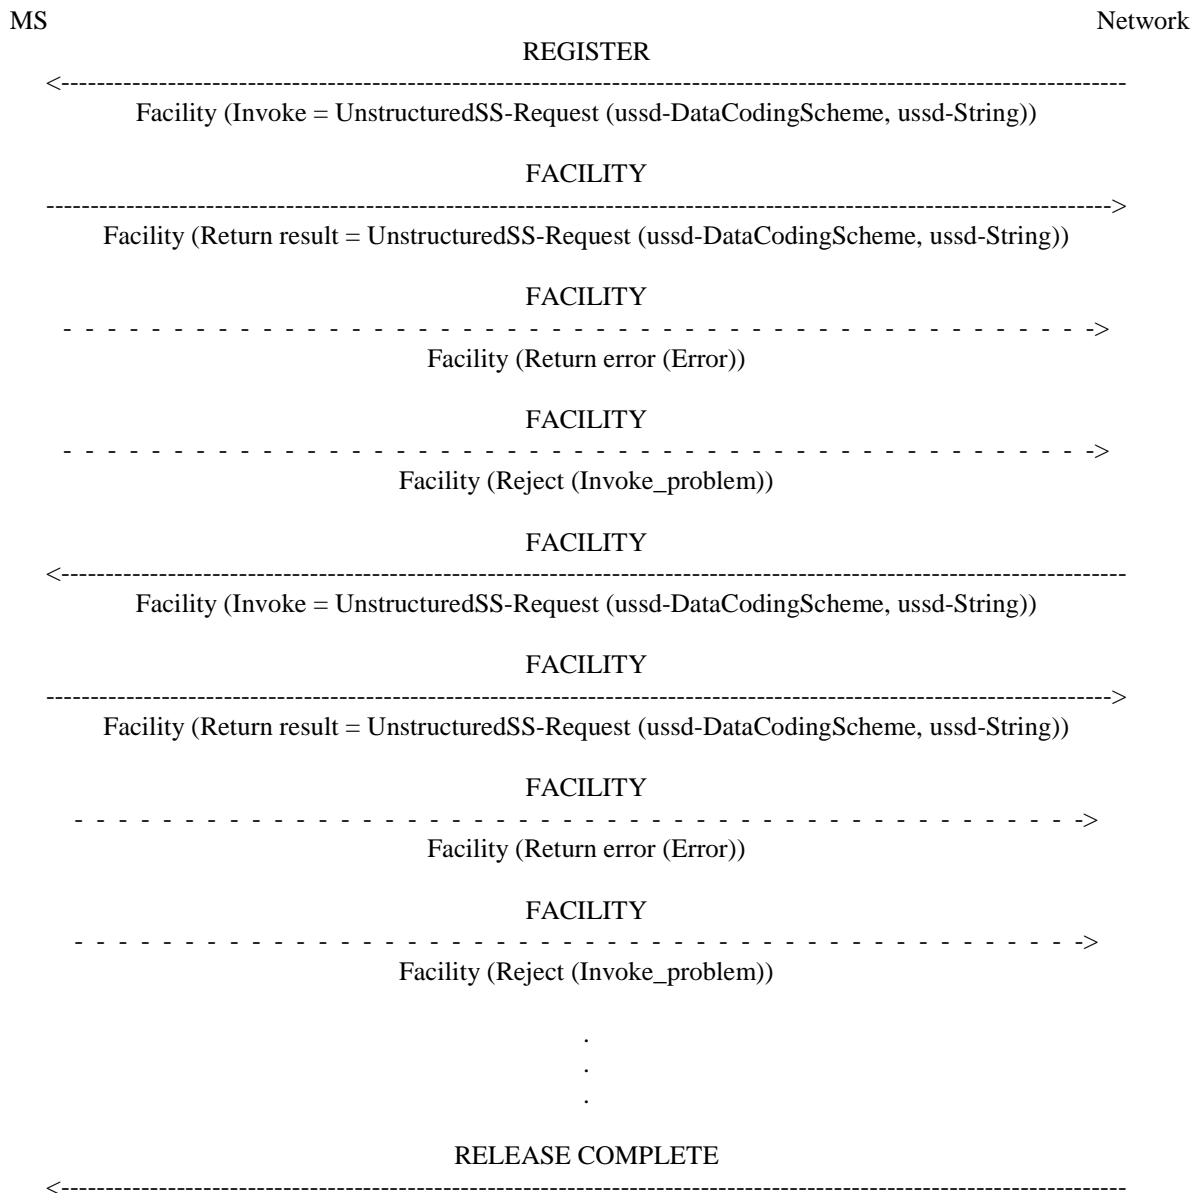 MS Network
REGISTER
<------------------------------------------------------------------------------------------------------------------------
Facility (Invoke = UnstructuredSS-Request (ussd-DataCodingScheme, ussd-String))
FACILITY
------------------------------------------------------------------------------------------------------------------------>
Facility (Return result = UnstructuredSS-Request (ussd-DataCodingScheme, ussd-String))
FACILITY
- - - - - - - - - - - - - - - - - - - - - - - - - - - - - - - - - - - - - - - - - - - - - - ->
Facility (Return error (Error))
FACILITY
- - - - - - - - - - - - - - - - - - - - - - - - - - - - - - - - - - - - - - - - - - - - - - ->
Facility (Reject (Invoke_problem))
FACILITY
<------------------------------------------------------------------------------------------------------------------------
Facility (Invoke = UnstructuredSS-Request (ussd-DataCodingScheme, ussd-String))
FACILITY
------------------------------------------------------------------------------------------------------------------------>
Facility (Return result = UnstructuredSS-Request (ussd-DataCodingScheme, ussd-String))
FACILITY
- - - - - - - - - - - - - - - - - - - - - - - - - - - - - - - - - - - - - - - - - - - - - ->
Facility (Return error (Error))
FACILITY
- - - - - - - - - - - - - - - - - - - - - - - - - - - - - - - - - - - - - - - - - - - - - ->
Facility (Reject (Invoke_problem))
.
.
.
RELEASE COMPLETE
<------------------------------------------------------------------------------------------------------------------------